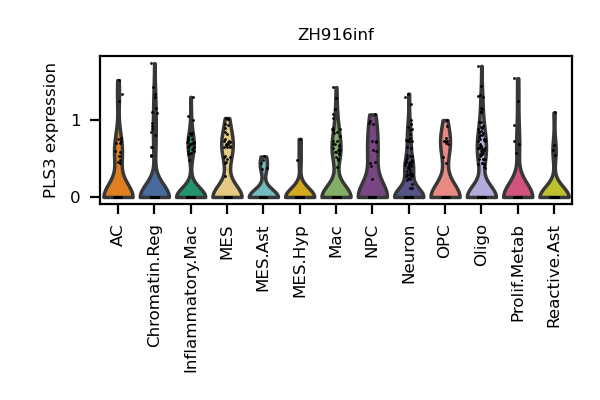 ZH916inf
PLS3 expression
1
0
AC
Chromatin.Reg
Inflammatory.Mac
MES
MES.Ast
MES.Hyp
Mac
NPC
Neuron
OPC
Oligo
Prolif.Metab
Reactive.Ast